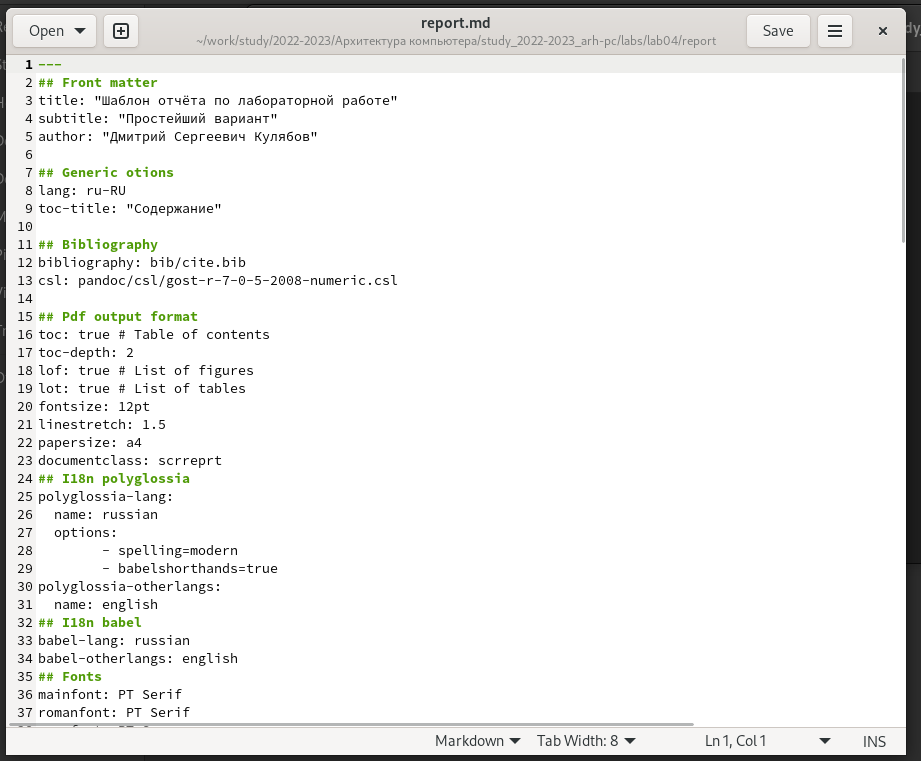 Open
report.md
~/work/study/2022-2023/Архитектура компьютера/study_2022-2023_arh-pc/labs/lab04/report
Save
1 ---
2 ## Front matter
3 title: "Шаблон отчёта по лабораторной работе"
4 subtitle: "Простейший вариант"
5 author: "Дмитрий Сергеевич Кулябов"
6
7 ## Generic otions
8 lang: ru-RU
9 toc-title: "Содержание"
10
11 ## Bibliography
12 bibliography: bib/cite.bib
13 csl: pandoc/csl/gost-r-7-0-5-2008-numeric.csl
14
15 ## Pdf output format
16 toc: true # Table of contents
17 toc-depth: 2
18 lof: true # List of figures
19 lot: true # List of tables
20 fontsize: 12pt
21 linestretch: 1.5
22 papersize: a4
23 documentclass: scrreprt
24 ## I18n polyglossia
25 polyglossia-lang:
26   name: russian
27   options:
28         - spelling=modern
29         - babelshorthands=true
30 polyglossia-otherlangs:
31   name: english
32 ## I18n babel
33 babel-lang: russian
34 babel-otherlangs: english
35 ## Fonts
36 mainfont: PT Serif
37 romanfont: PT Serif
Markdown
Tab Width: 8
Ln 1, Col 1
INS